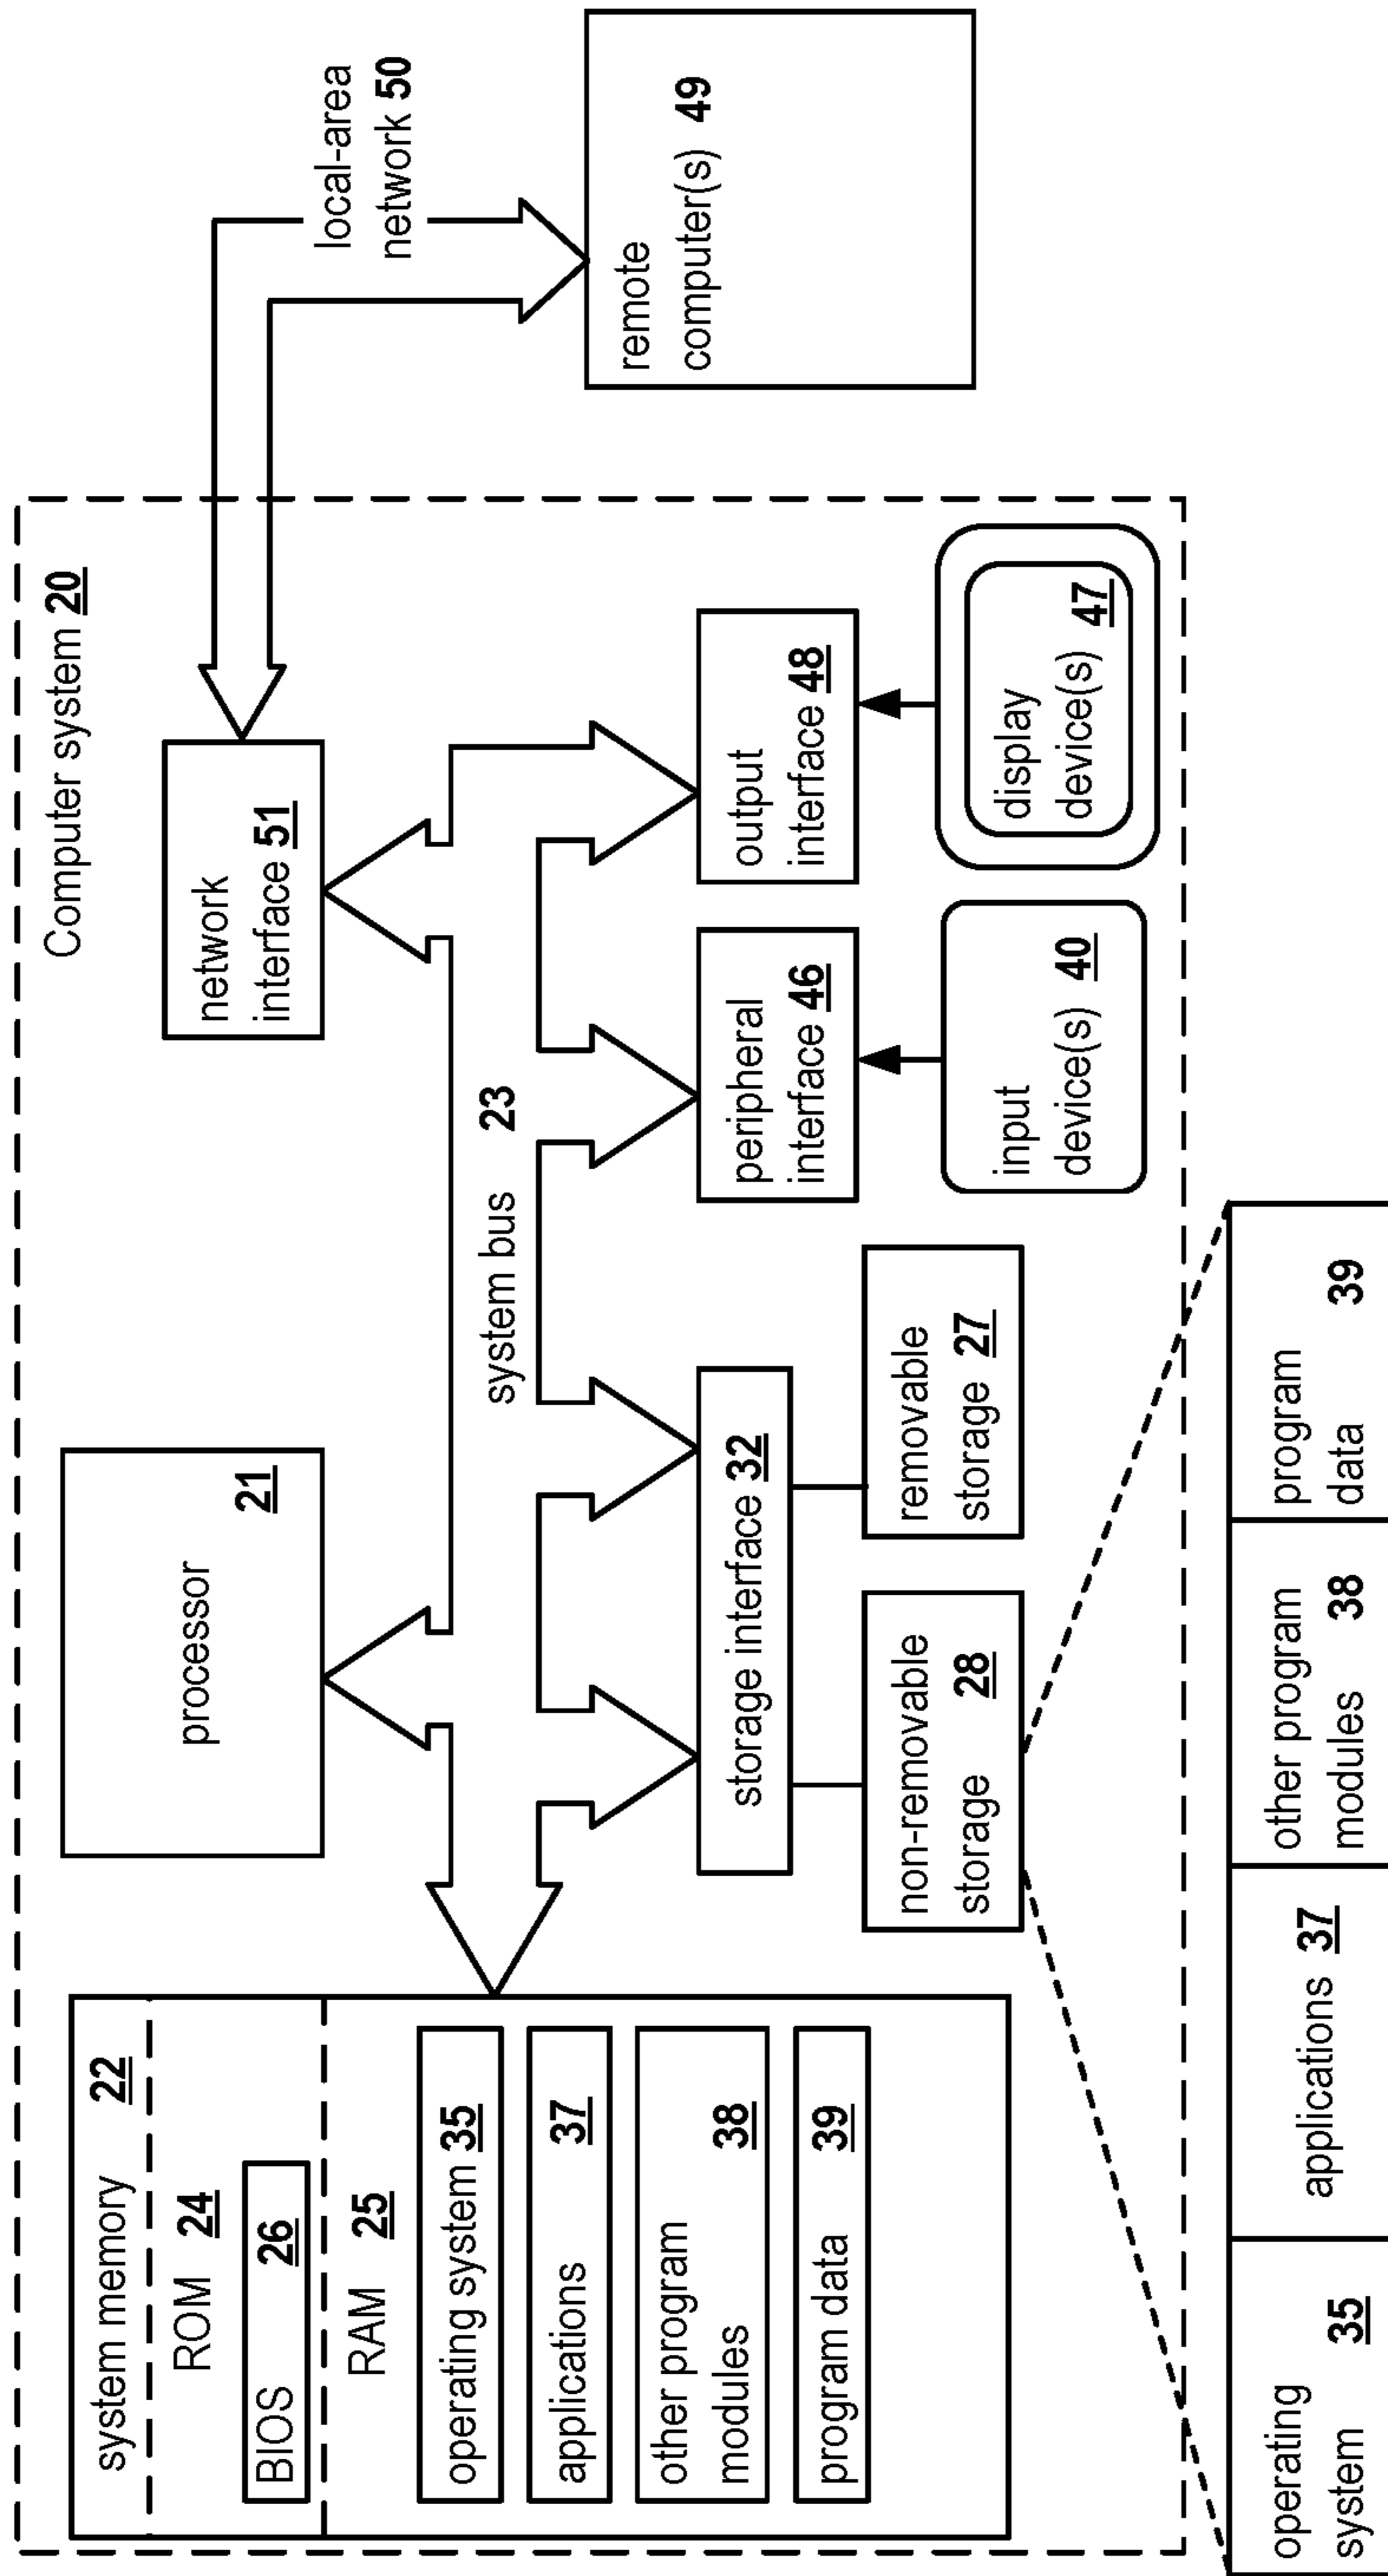 Computer system 20
system memory 22
ROM 24
BIOS 26
RAM 25
operating system 35
applications 37
other program
modules 38
program data 39
processor
21
network
interface 51
local-area
network 50
system bus 23
storage interface 32
peripheral
interface 46
output
interface 48
remote
computer(s) 49
non-removable
storage 28
removable
storage 27
input
device(s) 40
display
device(s) 47
operating
system 35
applications 37
other program
modules 38
program
data 39